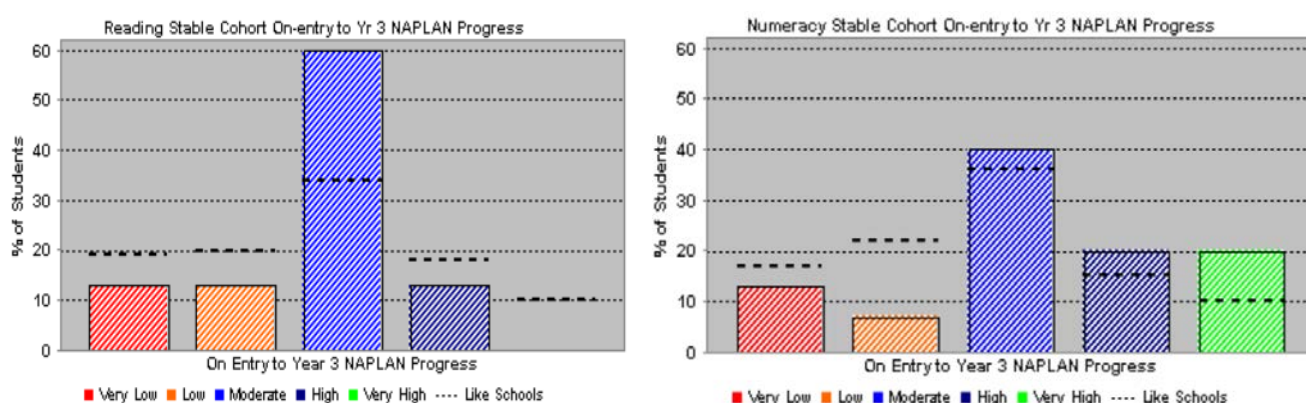 Reading Stable Cohort On-entry to Yr 3 NAPLAN Progress
% of Students
60
50
40
30
20
10
0
On Entry to Year 3 NAPLAN Progress
Very Low Low Moderate High Very High Like Schools
Numeracy Stable Cohort On-entry to Yr 3 NAPLAN Progress
% of Students
60
50
40
30
20
10
0
On Entry to Year 3 NAPLAN Progress
Very Low Low Moderate High Very High Like Schools